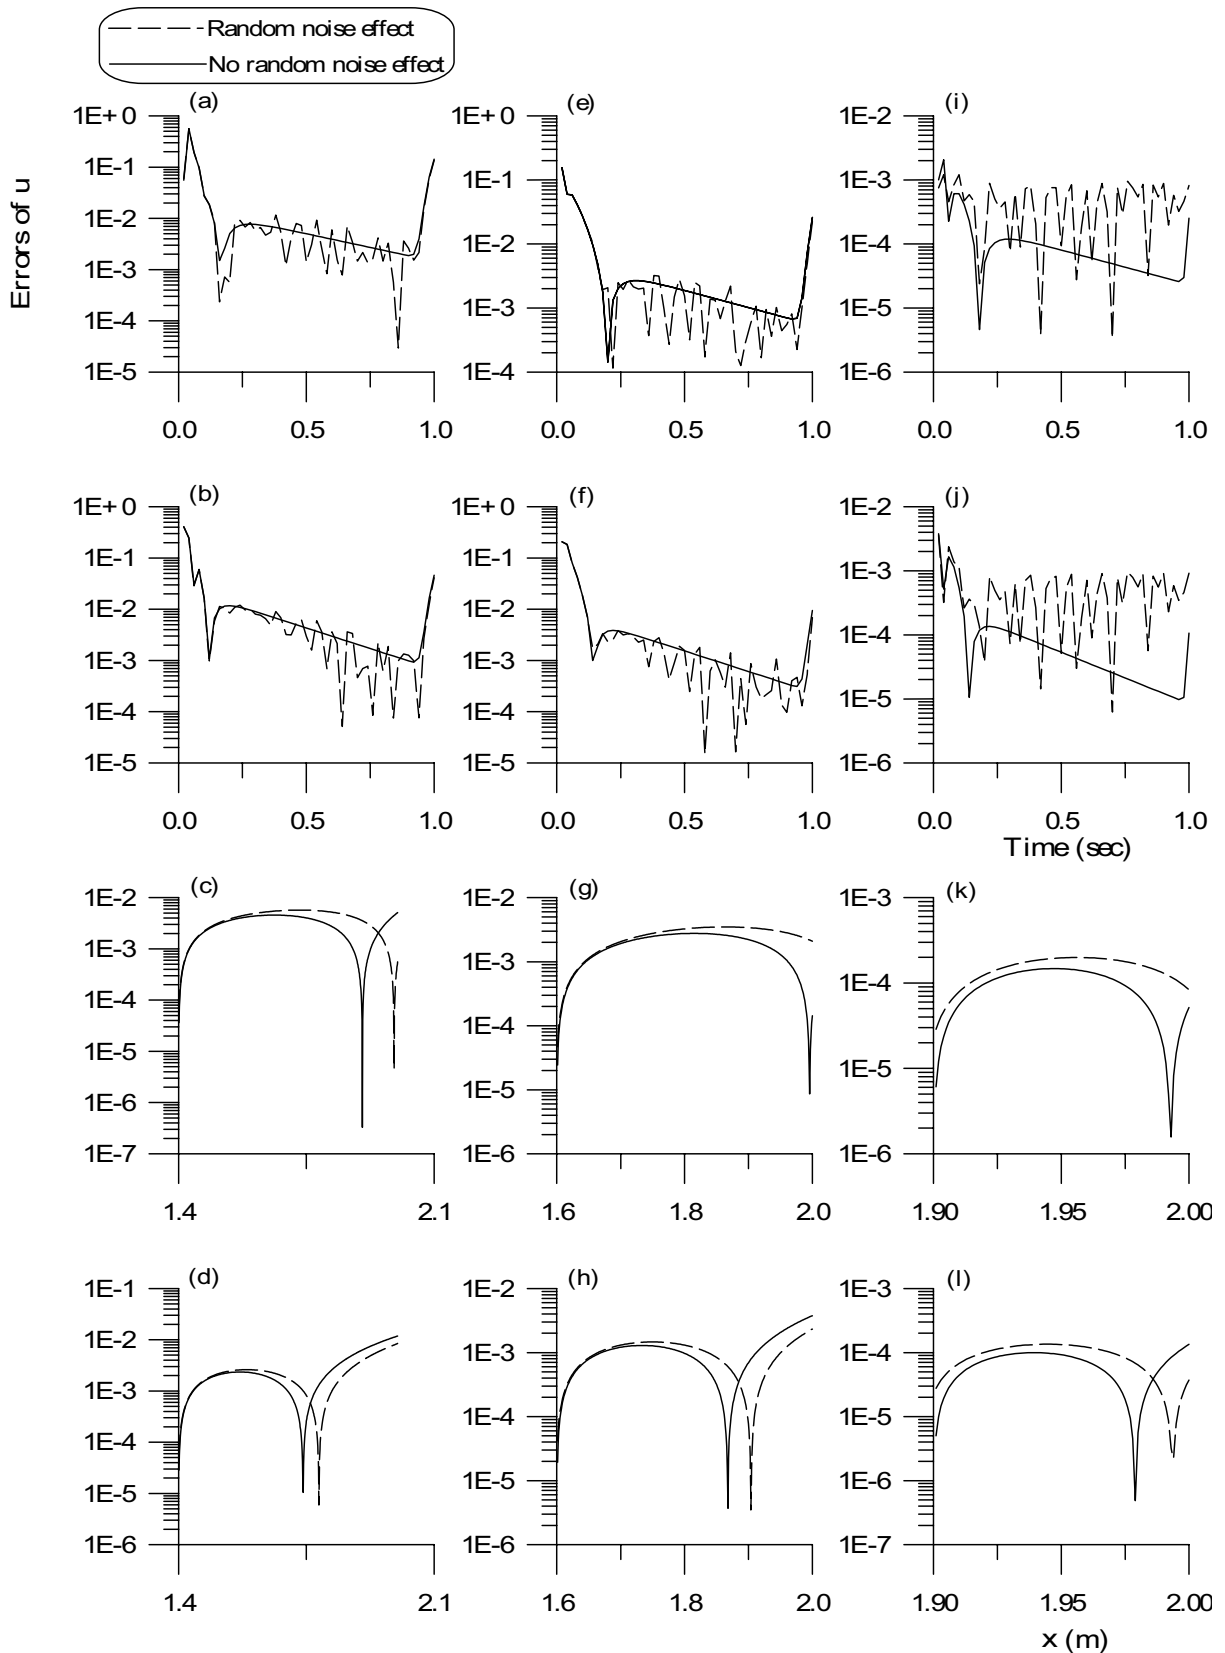 Random noise effect
No random noise effect
Errors of u
(a)
1E+0
1E-1
1E-2
1E-3
1E-4
1E-5
0.0
0.5
1.0
(e)
1E+0
1E-1
1E-2
1E-3
1E-4
0.0
0.5
1.0
(i)
1E-2
1E-3
1E-4
1E-5
1E-6
0.0
0.5
1.0
(b)
1E+0
1E-1
1E-2
1E-3
1E-4
1E-5
0.0
0.5
1.0
(f)
1E+0
1E-1
1E-2
1E-3
1E-4
1E-5
0.0
0.5
1.0
(j)
1E-2
1E-3
1E-4
1E-5
1E-6
0.0
0.5
1.0
Time (sec)
(c)
1E-2
1E-3
1E-4
1E-5
1E-6
1E-7
1.4
2.1
(g)
1E-2
1E-3
1E-4
1E-5
1E-6
1.6
1.8
2.0
(k)
1E-3
1E-4
1E-5
1E-6
1.90
1.95
2.00
(d)
1E-1
1E-2
1E-3
1E-4
1E-5
1E-6
1.4
2.1
(h)
1E-2
1E-3
1E-4
1E-5
1E-6
1.6
1.8
2.0
(l)
1E-3
1E-4
1E-5
1E-6
1E-7
1.90
1.95
2.00
x (m)